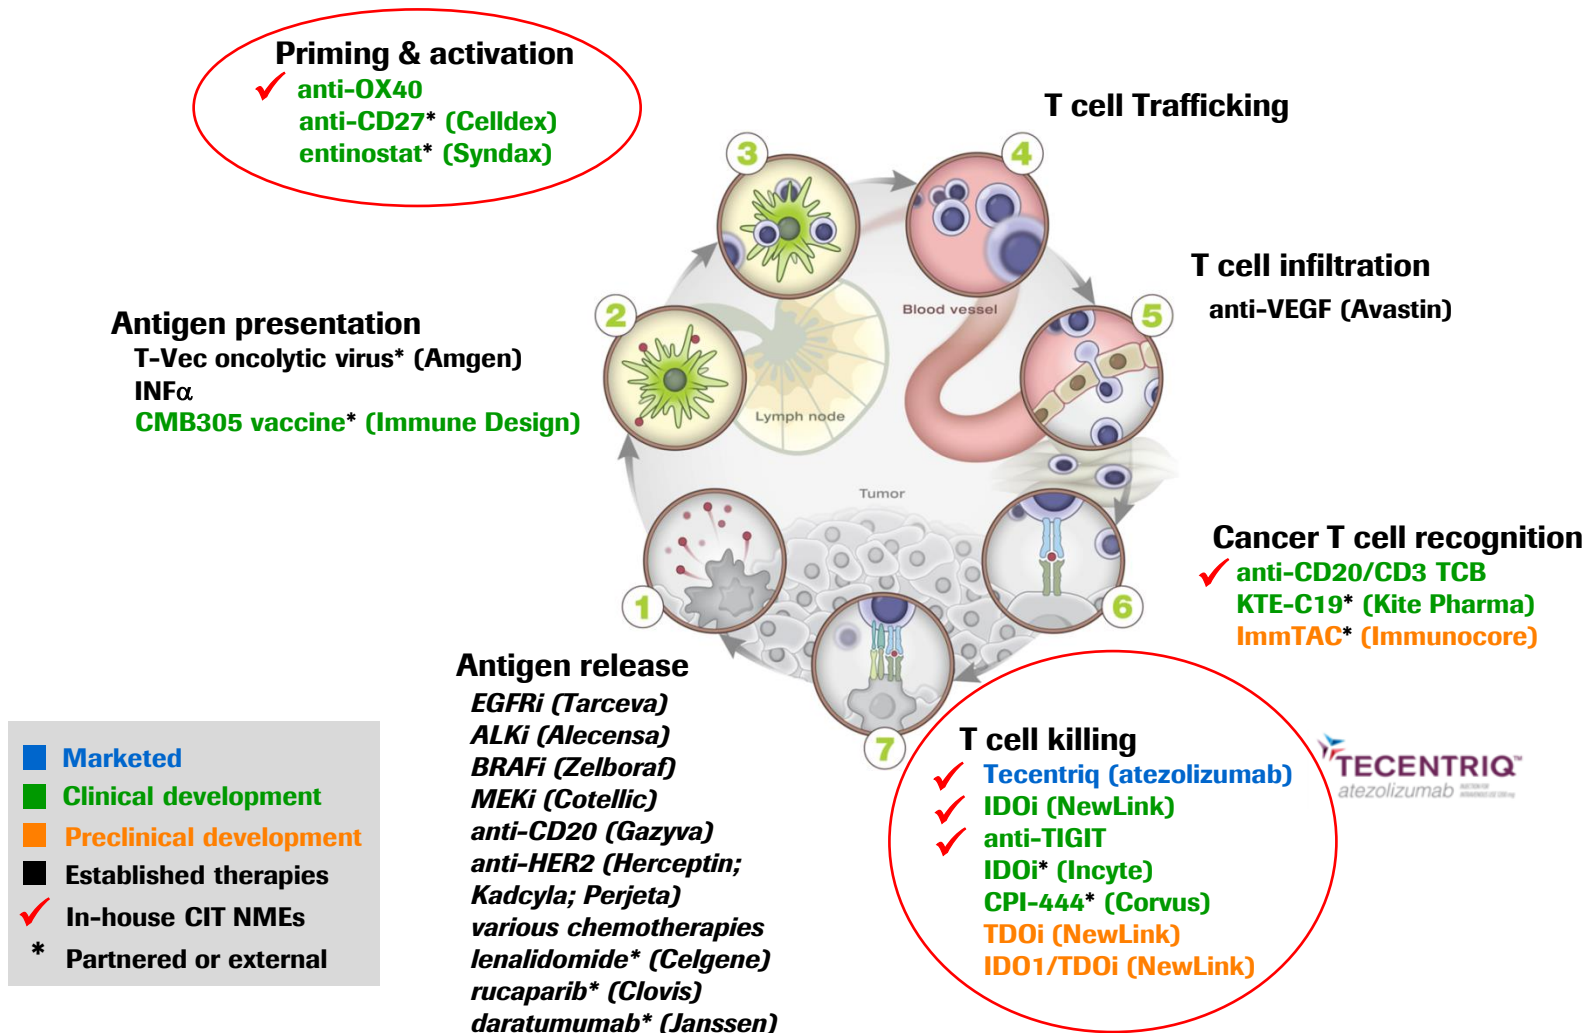 Priming & activation
✓ anti-OX40
anti-CD27* (Celldex)
entinostat* (Syndax)
T cell Trafficking
3
4
T cell infiltration
anti-VEGF (Avastin)
Blood vessel
5
Antigen presentation
T-Vec oncolytic virus* (Amgen)
INFα
CMB305 vaccine* (Immune Design)
2
Lymph node
Tumor
Cancer T cell recognition
✓ anti-CD20/CD3 TCB
KTE-C19* (Kite Pharma)
ImmTAC* (Immunocore)
1
6
7
Antigen release
EGFRi (Tarceva)
ALKi (Alecensa)
BRAFi (Zelboraf)
MEKi (Cotellic)
anti-CD20 (Gazyva)
anti-HER2 (Herceptin;
Kadcyla; Perjeta)
various chemotherapies
lenalidomide* (Celgene)
rucaparib* (Clovis)
daratumumab* (Janssen)
T cell killing
✓ Tecentriq (atezolizumab)
✓ IDOi (NewLink)
✓ anti-TIGIT
IDOi* (Incyte)
CPI-444* (Corvus)
TDOi (NewLink)
IDO1/TDOi (NewLink)
TECENTRIQ™
atezolizumab
Marketed
Clinical development
Preclinical development
Established therapies
✓ In-house CIT NMEs
* Partnered or external